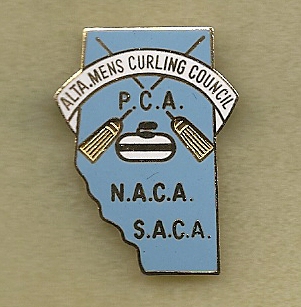 ALTA. MENS CURLING COUNCIL
P.C.A.
N.A.C.A.
S.A.C.A.